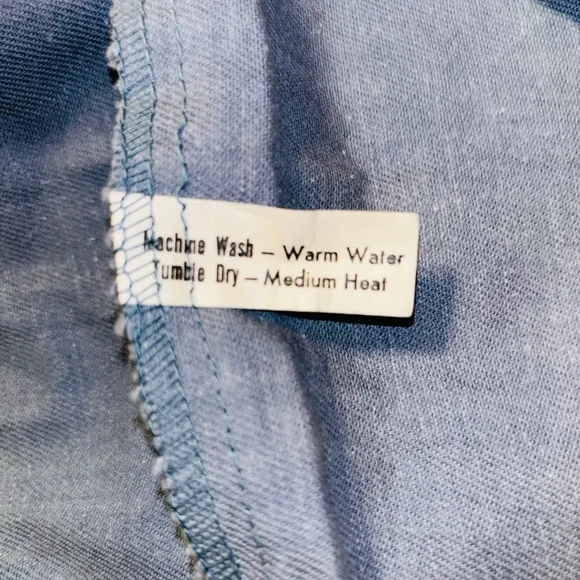 Machine Wash – Warm Water
Tumble Dry – Medium Heat